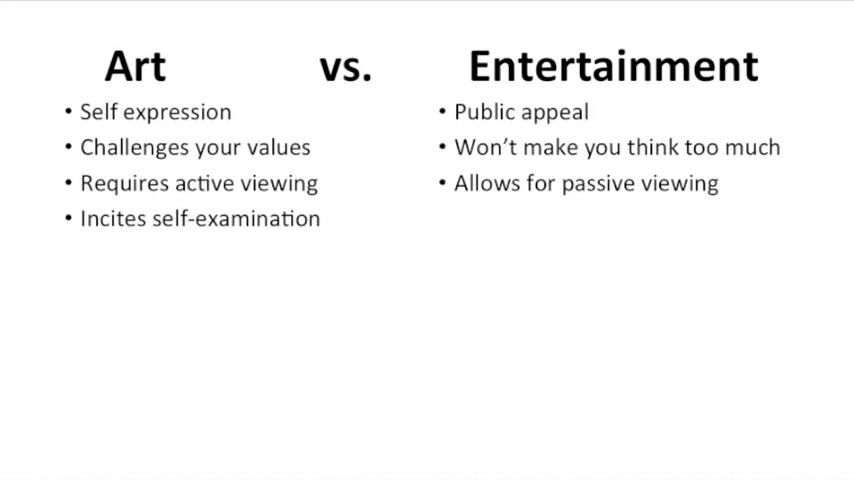 Art vs. Entertainment
• Self expression
• Challenges your values
• Requires active viewing
• Incites self-examination
• Public appeal
• Won't make you think too much
• Allows for passive viewing